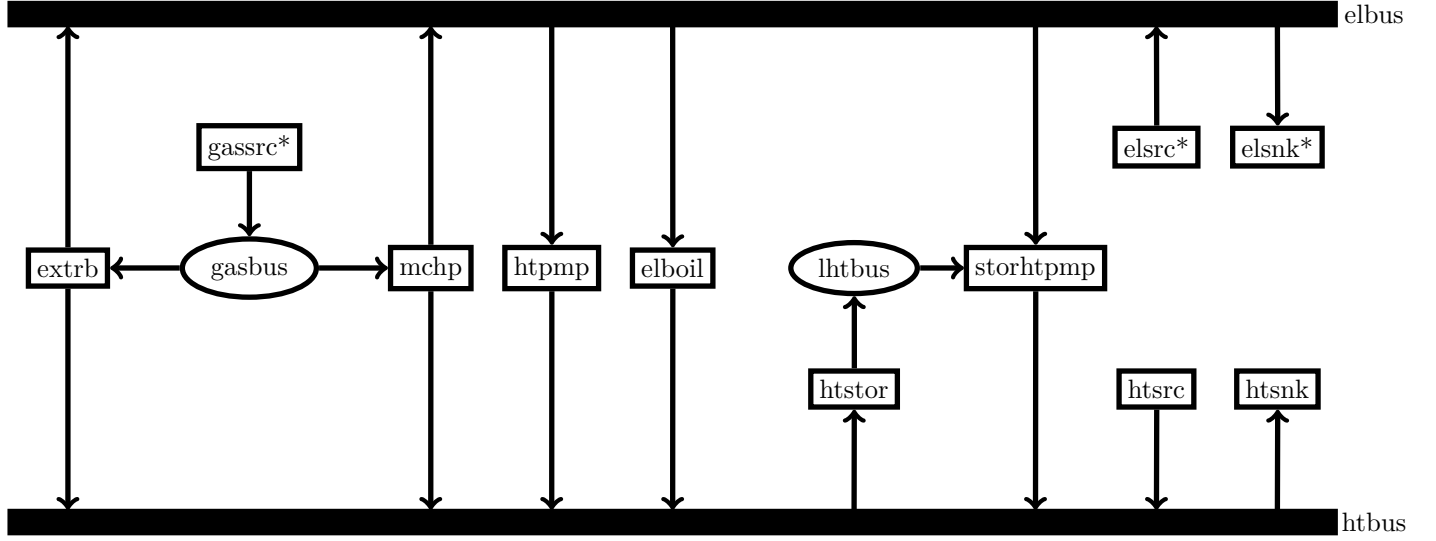 elbus
gassrc*
elsrc*
elsnk*
extrb
gasbus
mchp
htpmp
elboil
lhtbus
storhtpmp
htstor
htsrc
htsnk
htbus